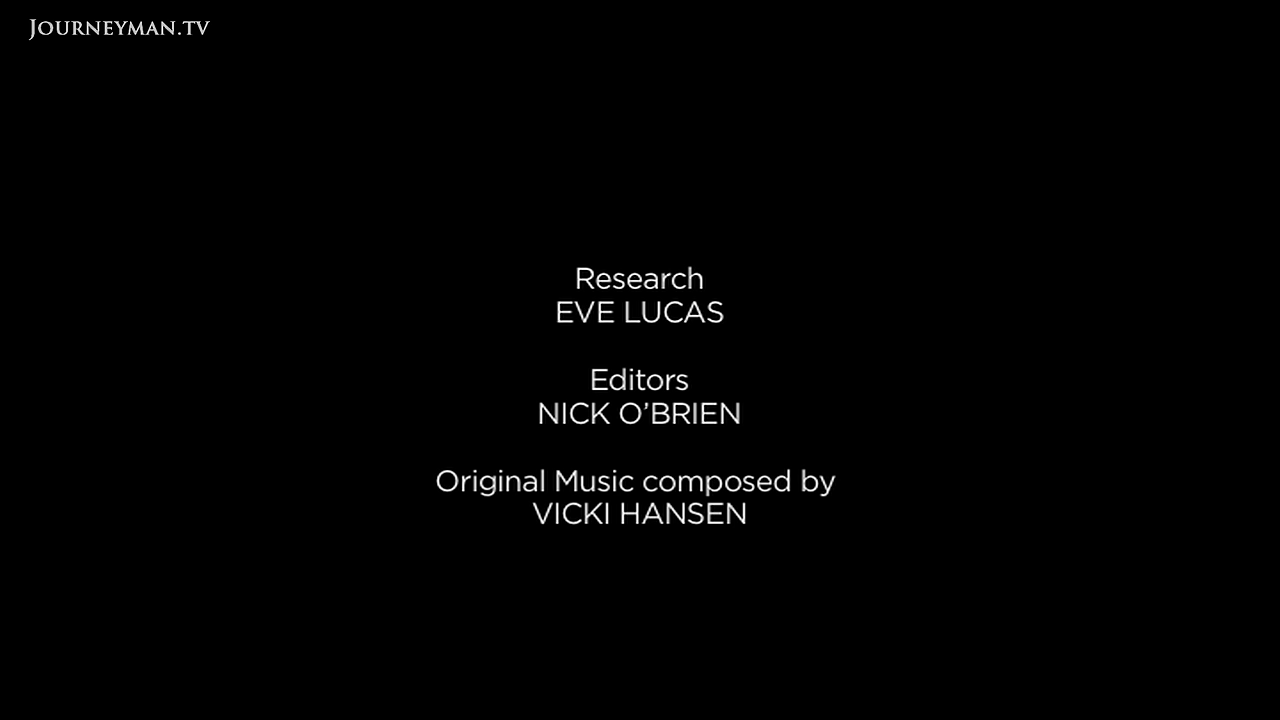 JOURNEYMAN.TV
Research
EVE LUCAS
Editors
NICK O’BRIEN
Original Music composed by
VICKI HANSEN